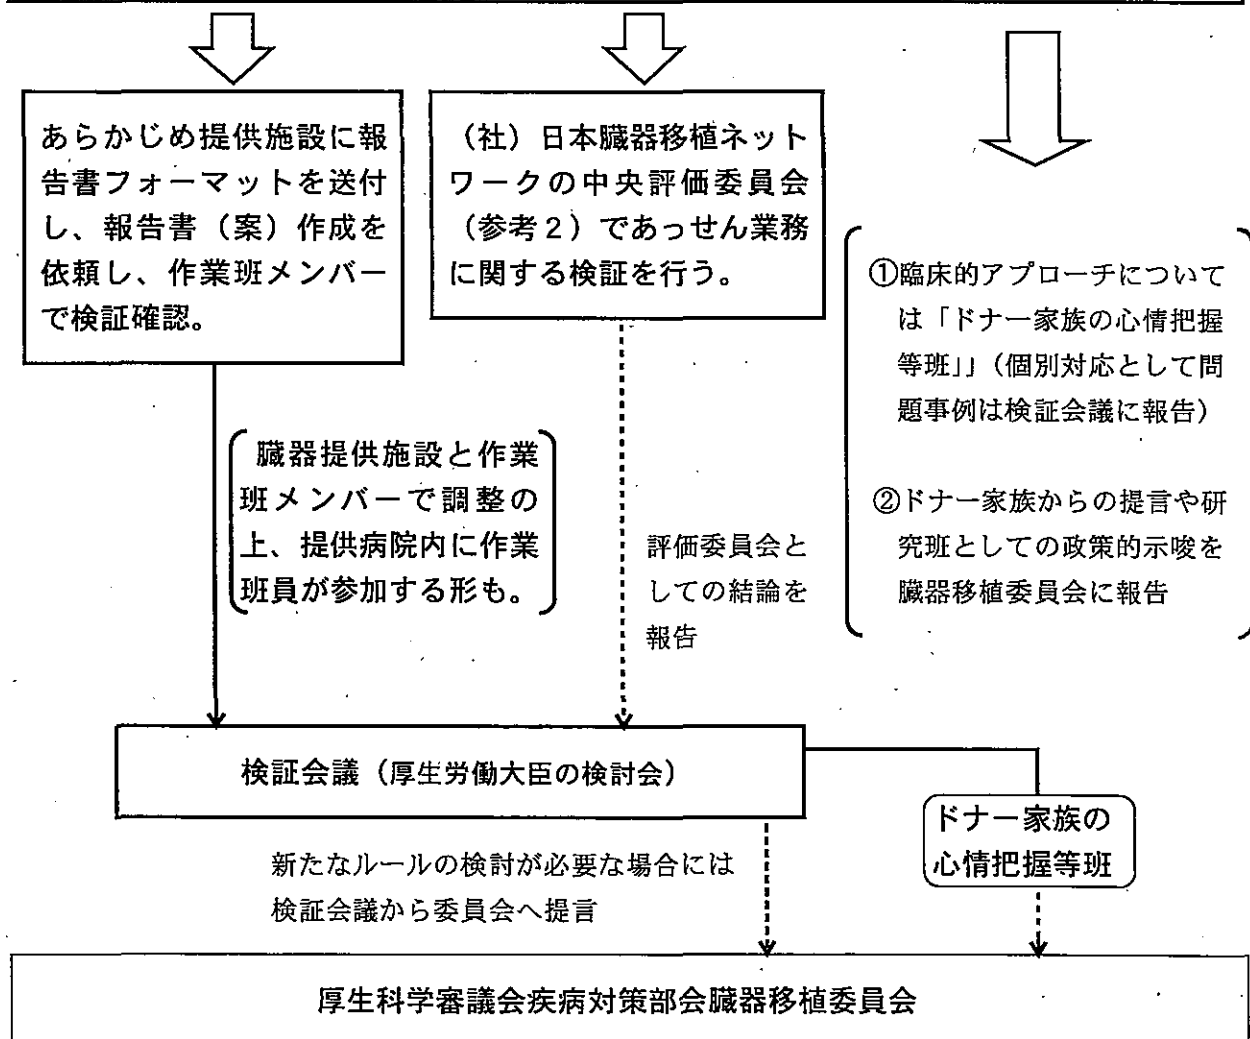 あらかじめ提供施設に報
告書フォーマットを送付
し、報告書（案）作成を
依頼し、作業班メンバー
で検証確認。
（社）日本臓器移植ネット
ワークの中央評価委員会
（参考２）であっせん業務
に関する検証を行う。
①臨床的アプローチについて
は「ドナー家族の心情把握
等班」」（個別対応として問
題事例は検証会議に報告）
②ドナー家族からの提言や研
究班としての政策的示唆を
臓器移植委員会に報告
臓器提供施設と作業
班メンバーで調整の
上、提供病院内に作業
班員が参加する形も。
評価委員会と
しての結論を
報告
検証会議（厚生労働大臣の検討会）
ドナー家族の
心情把握等班
新たなルールの検討が必要な場合には
検証会議から委員会へ提言
厚生科学審議会疾病対策部会臓器移植委員会